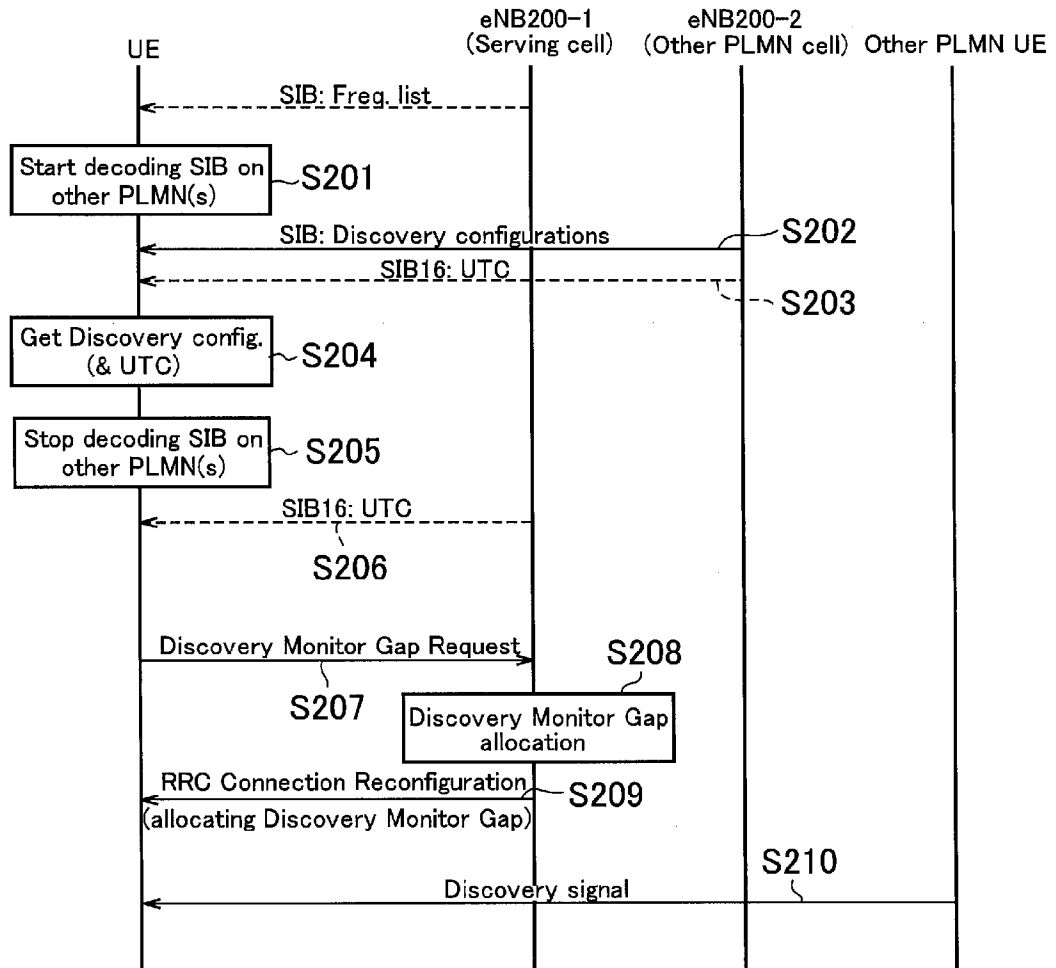 UE
eNB200-1
(Serving cell)
eNB200-2
(Other PLMN cell)
Other PLMN UE
SIB: Freq. list
Start decoding SIB on
other PLMN(s)
S201
SIB: Discovery configurations
S202
SIB16: UTC
S203
Get Discovery config.
(& UTC)
S204
Stop decoding SIB on
other PLMN(s)
S205
SIB16: UTC
S206
Discovery Monitor Gap Request
S207
S208
Discovery Monitor Gap
allocation
RRC Connection Reconfiguration
S209
(allocating Discovery Monitor Gap)
S210
Discovery signal